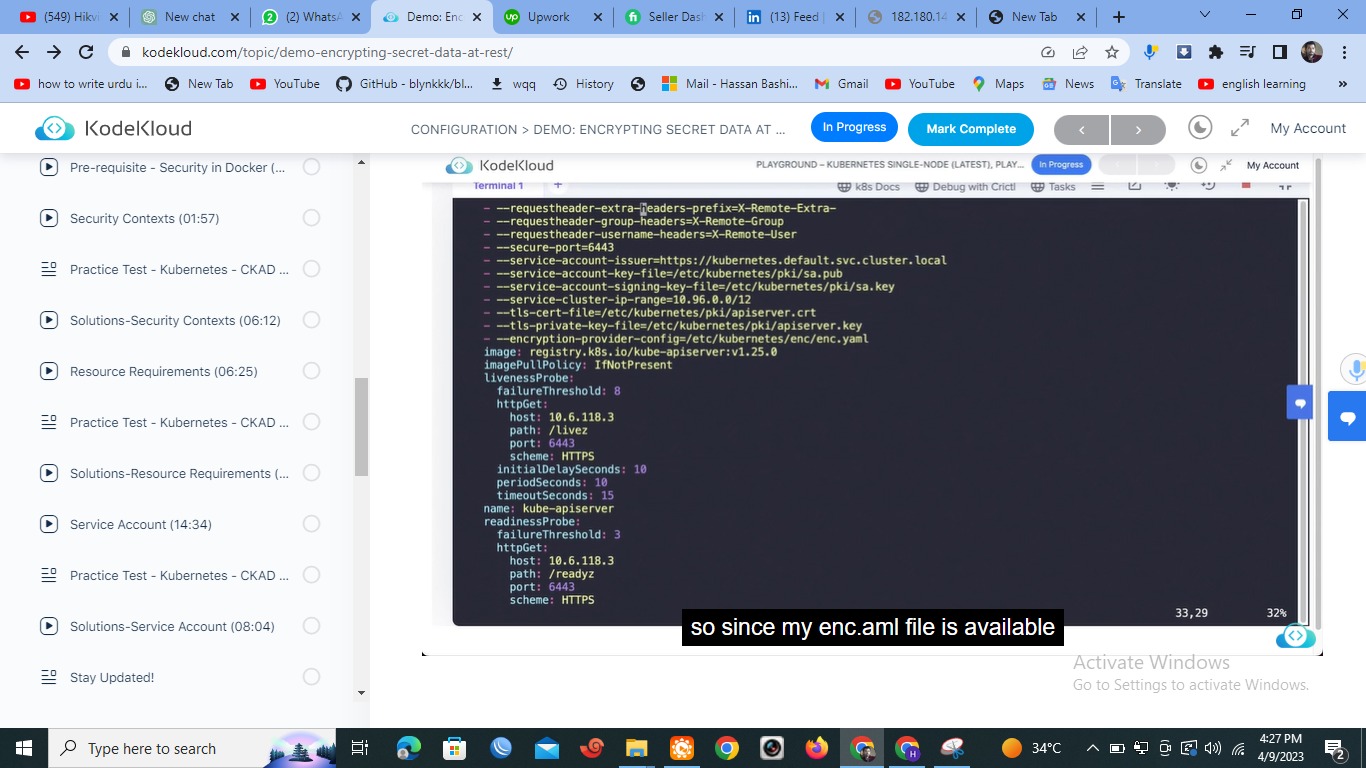 (549) Hikvi
New chat
(2) WhatsA
Demo: Enc
Upwork
Seller Dash
(13) Feed |
182.180.14
New Tab
kodekloud.com/topic/demo-encrypting-secret-data-at-rest/
how to write urdu i...
New Tab
YouTube
GitHub - blynkkk/bl...
wqq
History
Mail - Hassan Bashi...
Gmail
YouTube
Maps
News
Translate
english learning
»
KodeKloud
CONFIGURATION > DEMO: ENCRYPTING SECRET DATA AT ...
In Progress
Mark Complete
My Account
Pre-requisite - Security in Docker (...
Security Contexts (01:57)
Practice Test - Kubernetes - CKAD ...
Solutions-Security Contexts (06:12)
Resource Requirements (06:25)
Practice Test - Kubernetes - CKAD ...
Solutions-Resource Requirements (...
Service Account (14:34)
Practice Test - Kubernetes - CKAD ...
Solutions-Service Account (08:04)
Stay Updated!
KodeKloud
PLAYGROUND – KUBERNETES SINGLE-NODE (LATEST), PLAY...
In Progress
My Account
Terminal 1
+
k8s Docs
Debug with Crictl
Tasks
- --requestheader-extra-headers-prefix=X-Remote-Extra-
- --requestheader-group-headers=X-Remote-Group
- --requestheader-username-headers=X-Remote-User
- --secure-port=6443
- --service-account-issuer=https://kubernetes.default.svc.cluster.local
- --service-account-key-file=/etc/kubernetes/pki/sa.pub
- --service-account-signing-key-file=/etc/kubernetes/pki/sa.key
- --service-cluster-ip-range=10.96.0.0/12
- --tls-cert-file=/etc/kubernetes/pki/apiserver.crt
- --tls-private-key-file=/etc/kubernetes/pki/apiserver.key
- --encryption-provider-config=/etc/kubernetes/enc/enc.yaml
image: registry.k8s.io/kube-apiserver:v1.25.0
imagePullPolicy: IfNotPresent
livenessProbe:
failureThreshold: 8
httpGet:
host: 10.6.118.3
path: /livez
port: 6443
scheme: HTTPS
initialDelaySeconds: 10
periodSeconds: 10
timeoutSeconds: 15
name: kube-apiserver
readinessProbe:
failureThreshold: 3
httpGet:
host: 10.6.118.3
path: /readyz
port: 6443
scheme: HTTPS
33,29
32%
so since my enc.aml file is available
Activate Windows
Go to Settings to activate Windows.
Type here to search
34°C
4:27 PM
4/9/2023
2